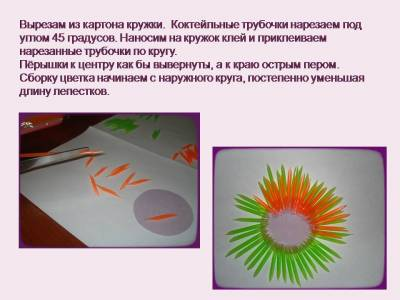 Вырезам из картона кружки.  Коктейльные трубочки нарезаем под
углом 45 градусов. Наносим на кружок клей и приклеиваем
нарезанные трубочки по кругу.
Пёрышки к центру как бы вывернуты, а к краю острым пером.
Сборку цветка начинаем с наружного круга, постепенно уменьшая
длину лепестков.